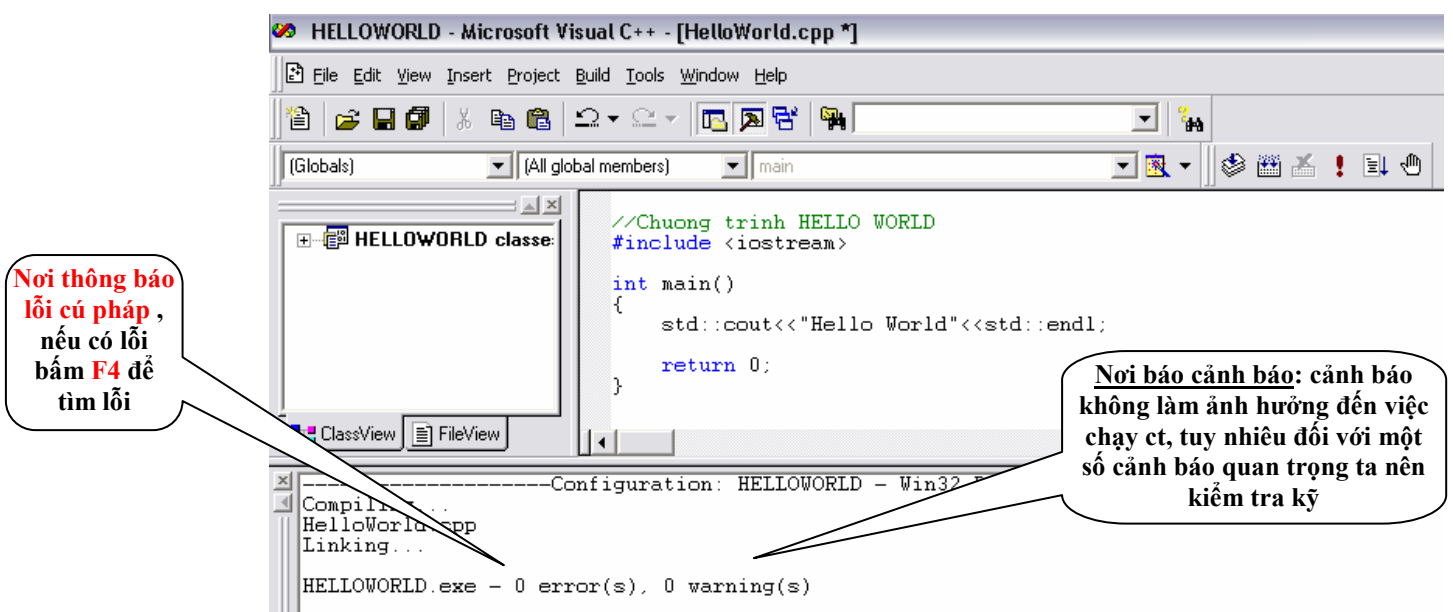 HELLOWORLD - Microsoft Visual C++ - [HelloWorld.cpp *]
File Edit View Insert Project Build Tools Window Help
(Globals) (All global members) main
HELLOWORLD classe
//Chuong trinh HELLO WORLD
#include <iostream>
int main()
{
std::cout<<"Hello World"<<std::endl;
return 0;
}
Nơi thông báo
lỗi cú pháp ,
nếu có lỗi
bấm F4 để
tìm lỗi
Nơi báo cảnh báo: cảnh báo
không làm ảnh hưởng đến việc
chạy ct, tuy nhiêu đối với một
số cảnh báo quan trọng ta nên
kiểm tra kỹ
ClassView FileView
--------------------Configuration: HELLOWORLD - Win32
Compiling...
HelloWorld.cpp
Linking...
HELLOWORLD.exe - 0 error(s), 0 warning(s)